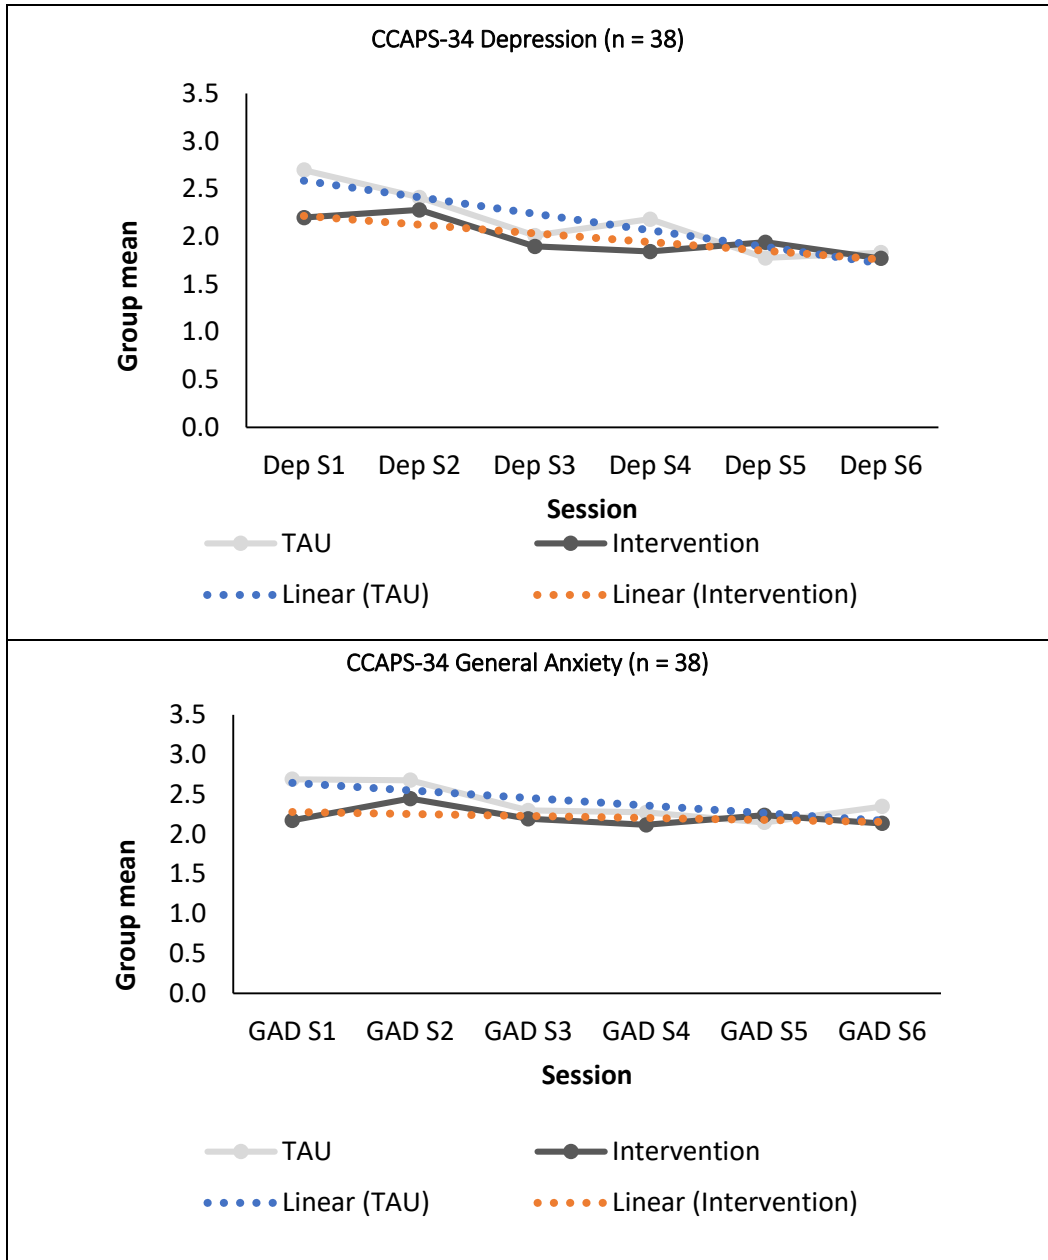 CCAPS-34 Depression (n = 38)
3.5
3.0
2.5
2.0
1.5
1.0
0.5
0.0
Group mean
Dep S1 Dep S2 Dep S3 Dep S4 Dep S5 Dep S6
Session
TAU Intervention
Linear (TAU) Linear (Intervention)
CCAPS-34 General Anxiety (n = 38)
3.5
3.0
2.5
2.0
1.5
1.0
0.5
0.0
Group mean
GAD S1 GAD S2 GAD S3 GAD S4 GAD S5 GAD S6
Session
TAU Intervention
Linear (TAU) Linear (Intervention)